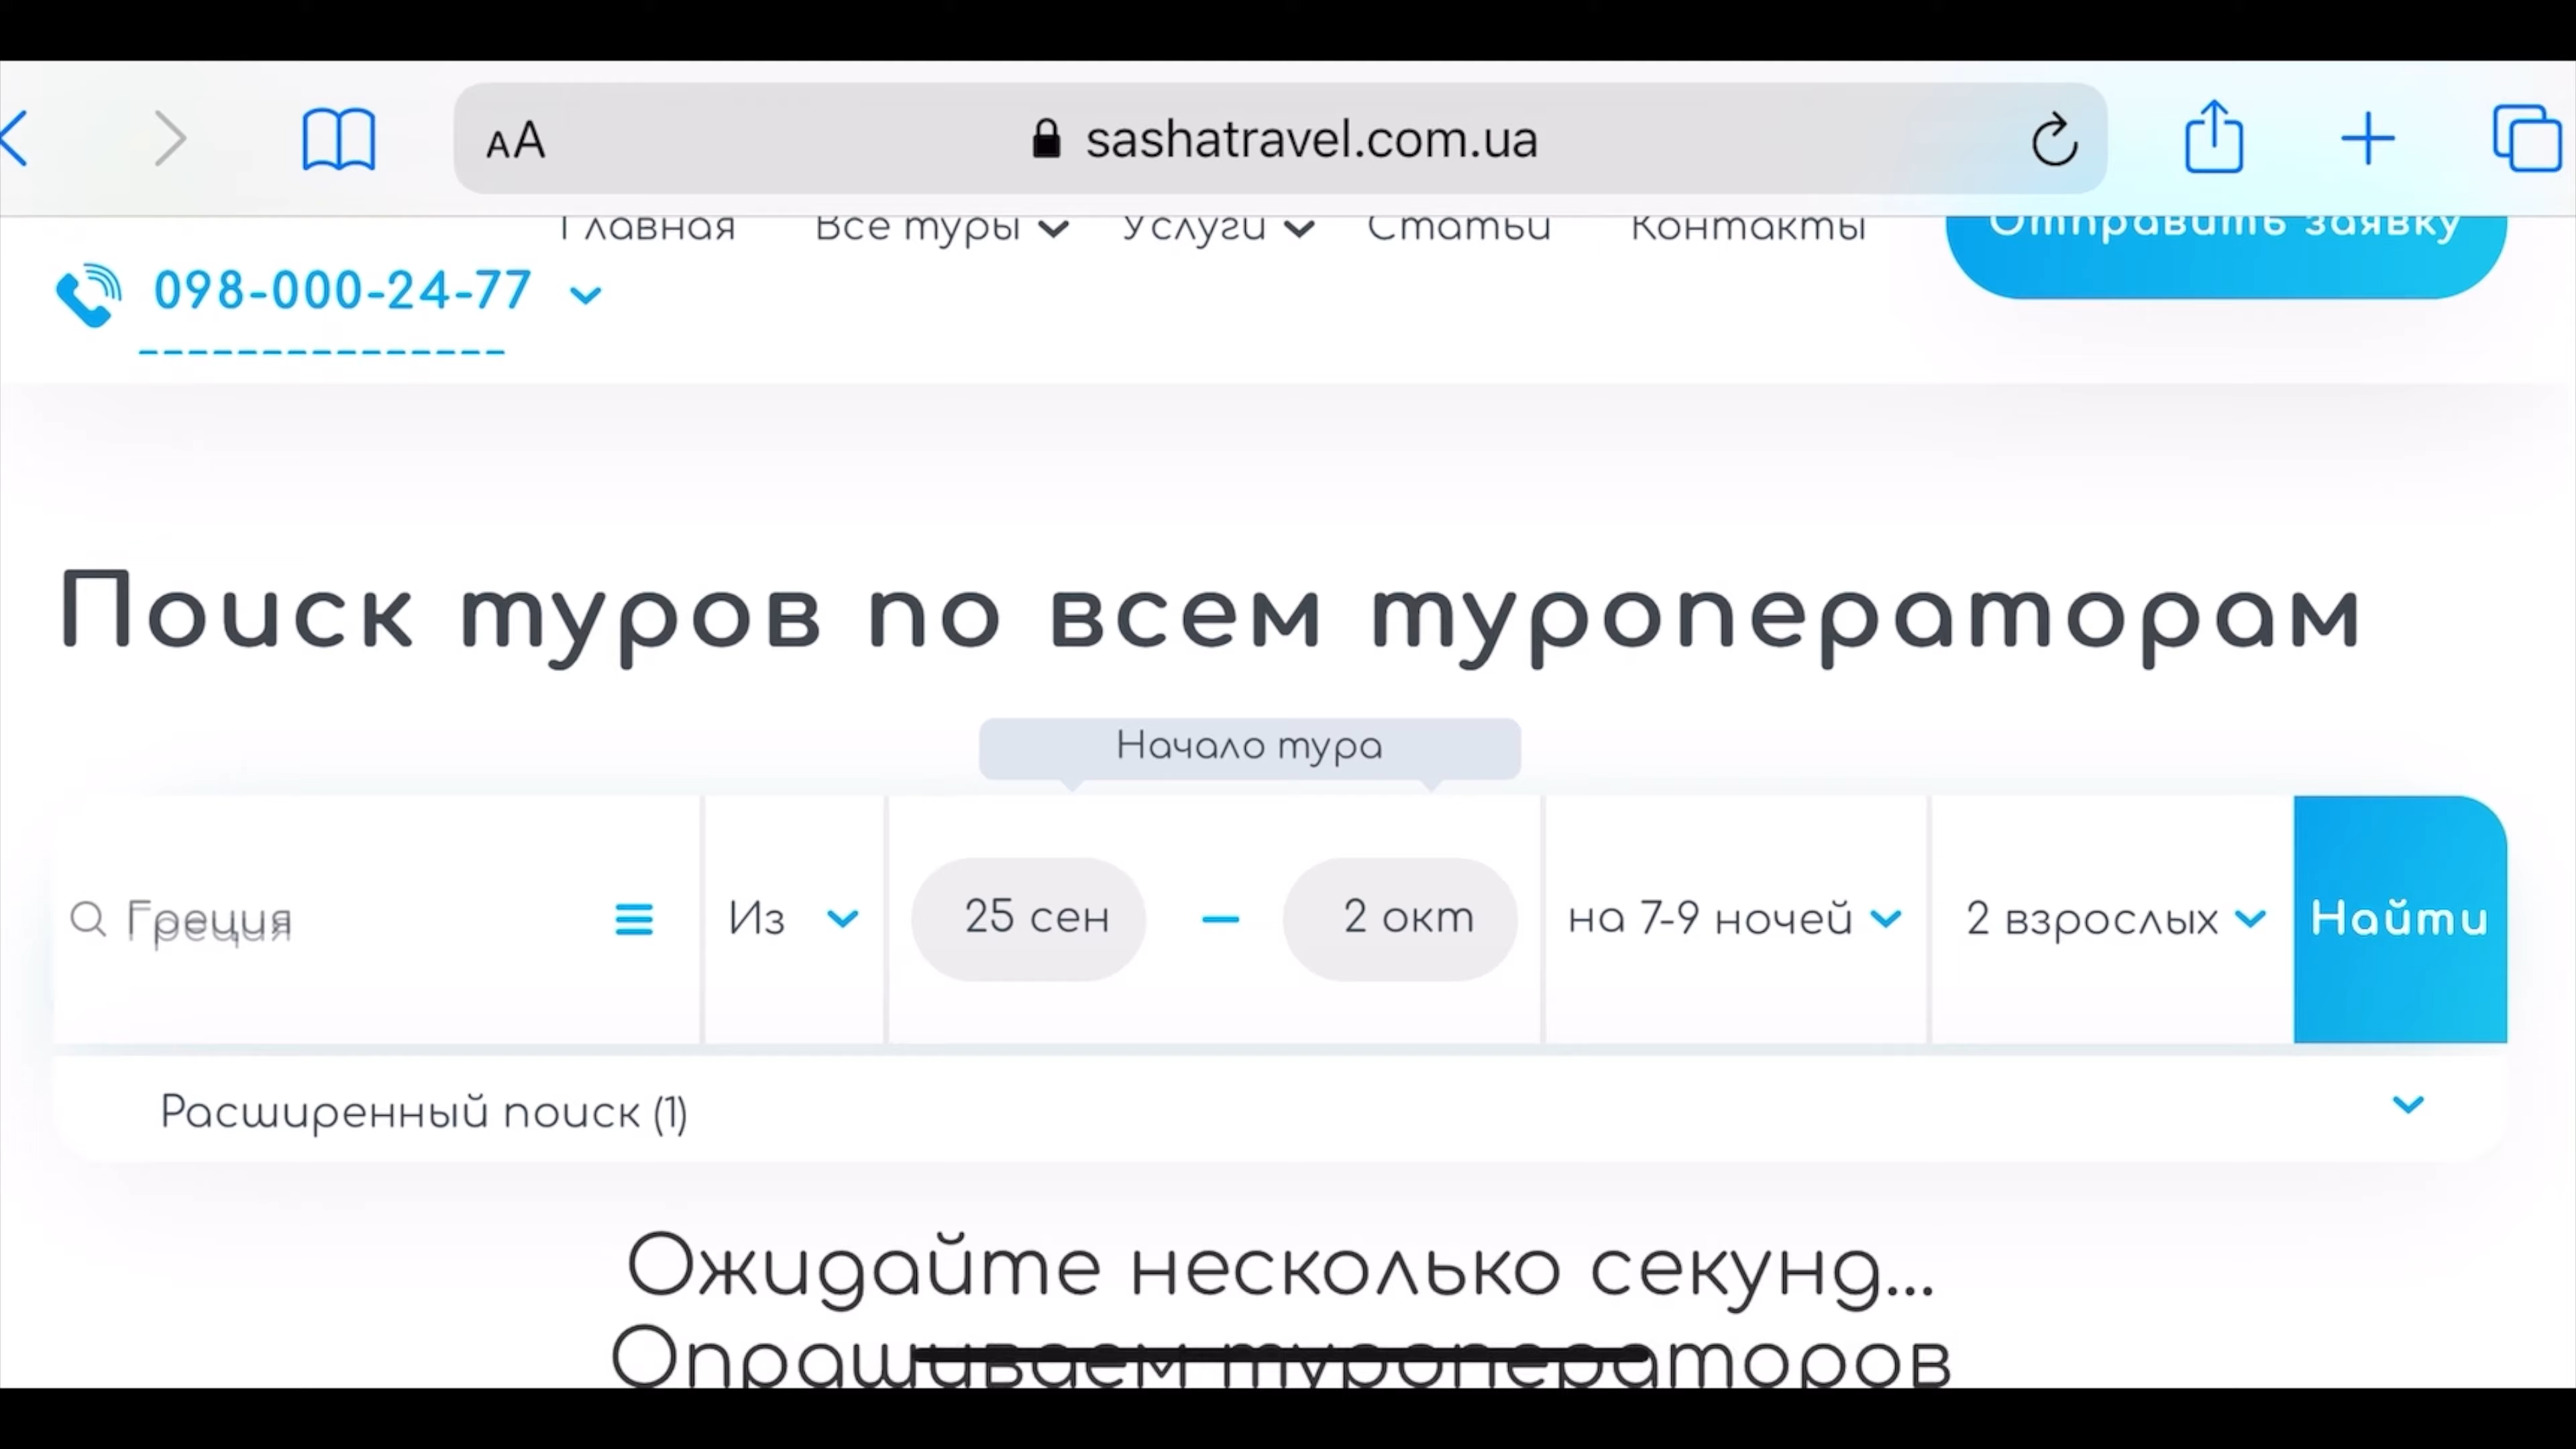 AA sashatravel.com.ua
Главная Все туры Услуги Статьи Контакты Отправить заявку
098-000-24-77
Поиск туров по всем туроператорам
Начало тура
Греция Из 25 сен – 2 окт на 7-9 ночей 2 взрослых Найти
Расширенный поиск (1)
Ожидайте несколько секунд...
Опрашиваем туроператоров